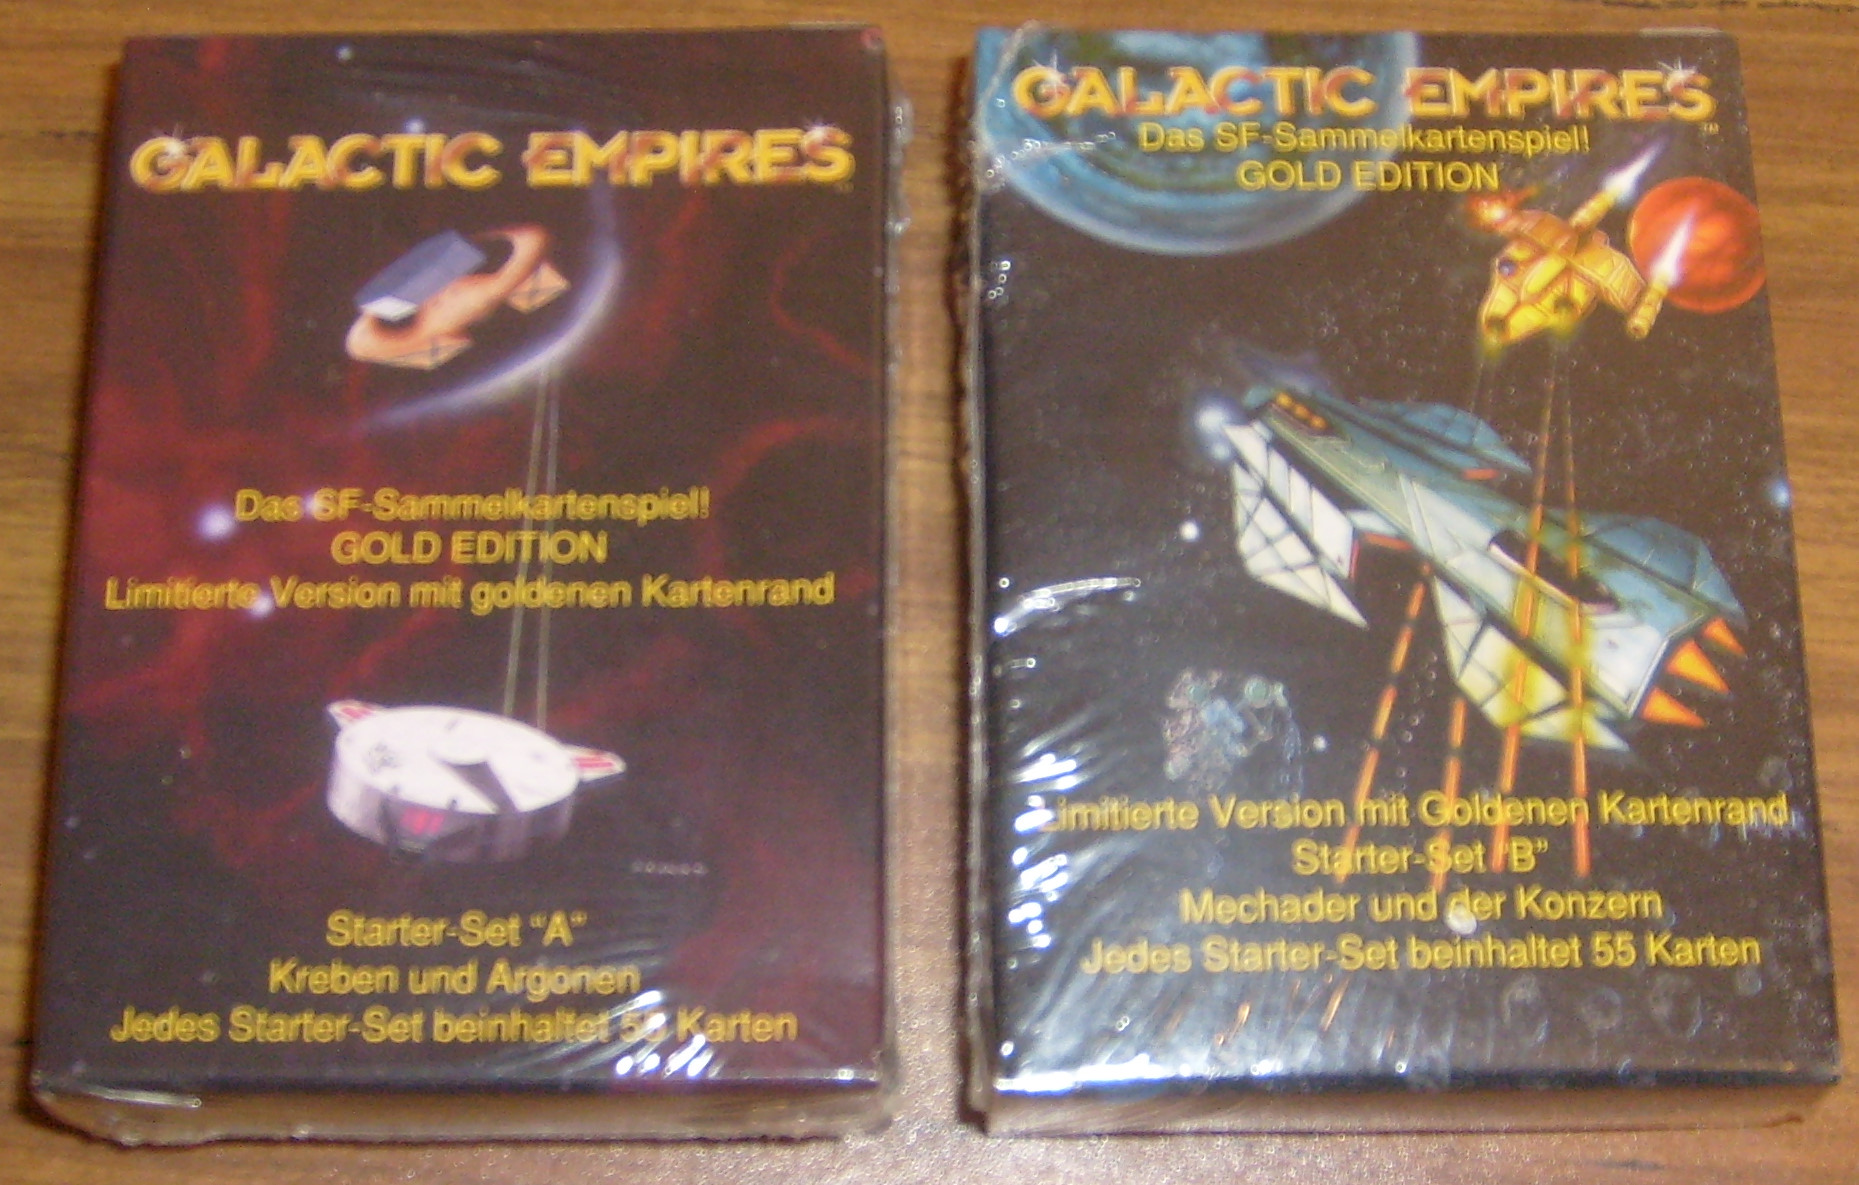 GALACTIC EMPIRES
Das SF-Sammelkartenspiel!
GOLD EDITION
Limitierte Version mit goldenen Kartenrand
Starter-Set "A"
Kreben und Argonen
Jedes Starter-Set beinhaltet 55 Karten
GALACTIC EMPIRES
TM
Das SF-Sammelkartenspiel!
GOLD EDITION
Limitierte Version mit Goldenen Kartenrand
Starter-Set "B"
Mechader und der Konzern
Jedes Starter-Set beinhaltet 55 Karten